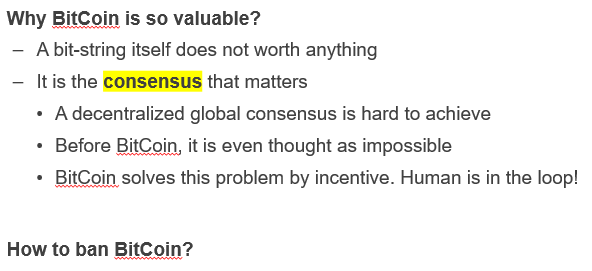 Why BitCoin is so valuable?
– A bit-string itself does not worth anything
– It is the consensus that matters
• A decentralized global consensus is hard to achieve
• Before BitCoin, it is even thought as impossible
• BitCoin solves this problem by incentive. Human is in the loop!
How to ban BitCoin?